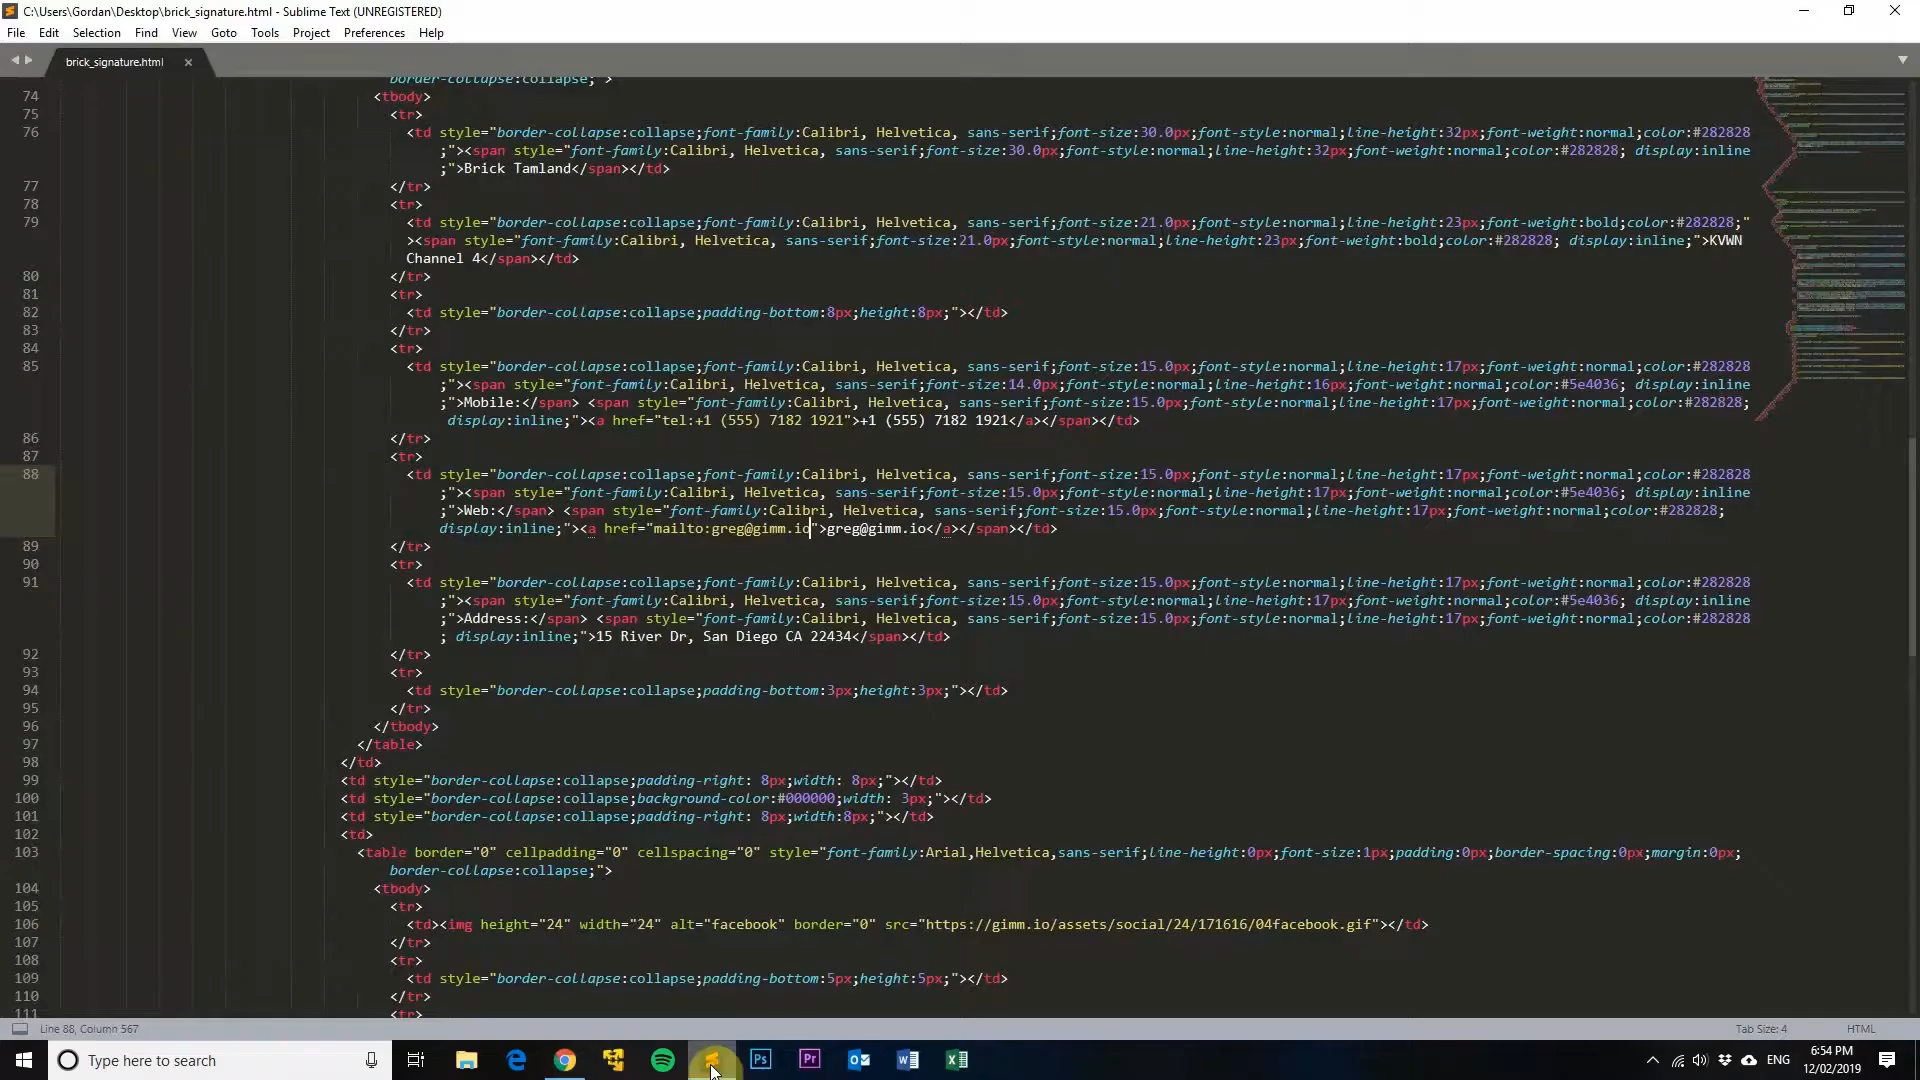 C:\Users\Gordan\Desktop\brick_signature.html - Sublime Text (UNREGISTERED)
File Edit Selection Find View Goto Tools Project Preferences Help
brick_signature.html ×
border-collapse:collapse;">
74 <tbody>
75 <tr>
76 <td style="border-collapse:collapse;font-family:Calibri, Helvetica, sans-serif;font-size:30.0px;font-style:normal;line-height:32px;font-weight:normal;color:#282828
;"><span style="font-family:Calibri, Helvetica, sans-serif;font-size:30.0px;font-style:normal;line-height:32px;font-weight:normal;color:#282828; display:inline
;">Brick Tamland</span></td>
77 </tr>
78 <tr>
79 <td style="border-collapse:collapse;font-family:Calibri, Helvetica, sans-serif;font-size:21.0px;font-style:normal;line-height:23px;font-weight:bold;color:#282828;"
><span style="font-family:Calibri, Helvetica, sans-serif;font-size:21.0px;font-style:normal;line-height:23px;font-weight:bold;color:#282828; display:inline;">KVWN
Channel 4</span></td>
80 </tr>
81 <tr>
82 <td style="border-collapse:collapse;padding-bottom:8px;height:8px;"></td>
83 </tr>
84 <tr>
85 <td style="border-collapse:collapse;font-family:Calibri, Helvetica, sans-serif;font-size:15.0px;font-style:normal;line-height:17px;font-weight:normal;color:#282828
;"><span style="font-family:Calibri, Helvetica, sans-serif;font-size:14.0px;font-style:normal;line-height:16px;font-weight:normal;color:#5e4036; display:inline
;">Mobile:</span> <span style="font-family:Calibri, Helvetica, sans-serif;font-size:15.0px;font-style:normal;line-height:17px;font-weight:normal;color:#282828;
display:inline;"><a href="tel:+1 (555) 7182 1921">+1 (555) 7182 1921</a></span></td>
86 </tr>
87 <tr>
88 <td style="border-collapse:collapse;font-family:Calibri, Helvetica, sans-serif;font-size:15.0px;font-style:normal;line-height:17px;font-weight:normal;color:#282828
;"><span style="font-family:Calibri, Helvetica, sans-serif;font-size:15.0px;font-style:normal;line-height:17px;font-weight:normal;color:#5e4036; display:inline
;">Web:</span> <span style="font-family:Calibri, Helvetica, sans-serif;font-size:15.0px;font-style:normal;line-height:17px;font-weight:normal;color:#282828;
display:inline;"><a href="mailto:greg@gimm.io">greg@gimm.io</a></span></td>
89 </tr>
90 <tr>
91 <td style="border-collapse:collapse;font-family:Calibri, Helvetica, sans-serif;font-size:15.0px;font-style:normal;line-height:17px;font-weight:normal;color:#282828
;"><span style="font-family:Calibri, Helvetica, sans-serif;font-size:15.0px;font-style:normal;line-height:17px;font-weight:normal;color:#5e4036; display:inline
;">Address:</span> <span style="font-family:Calibri, Helvetica, sans-serif;font-size:15.0px;font-style:normal;line-height:17px;font-weight:normal;color:#282828
; display:inline;">15 River Dr, San Diego CA 22434</span></td>
92 </tr>
93 <tr>
94 <td style="border-collapse:collapse;padding-bottom:3px;height:3px;"></td>
95 </tr>
96 </tbody>
97 </table>
98 </td>
99 <td style="border-collapse:collapse;padding-right: 8px;width: 8px;"></td>
100 <td style="border-collapse:collapse;background-color:#000000;width: 3px;"></td>
101 <td style="border-collapse:collapse;padding-right: 8px;width:8px;"></td>
102 <td>
103 <table border="0" cellpadding="0" cellspacing="0" style="font-family:Arial,Helvetica,sans-serif;line-height:0px;font-size:1px;padding:0px;border-spacing:0px;margin:0px;
border-collapse:collapse;">
104 <tbody>
105 <tr>
106 <td><img height="24" width="24" alt="facebook" border="0" src="https://gimm.io/assets/social/24/171616/04facebook.gif"></td>
107 </tr>
108 <tr>
109 <td style="border-collapse:collapse;padding-bottom:5px;height:5px;"></td>
110 </tr>
111 <tr>
Line 88, Column 567 Tab Size: 4 HTML
Type here to search Ps Pr ENG 6:54 PM
12/02/2019